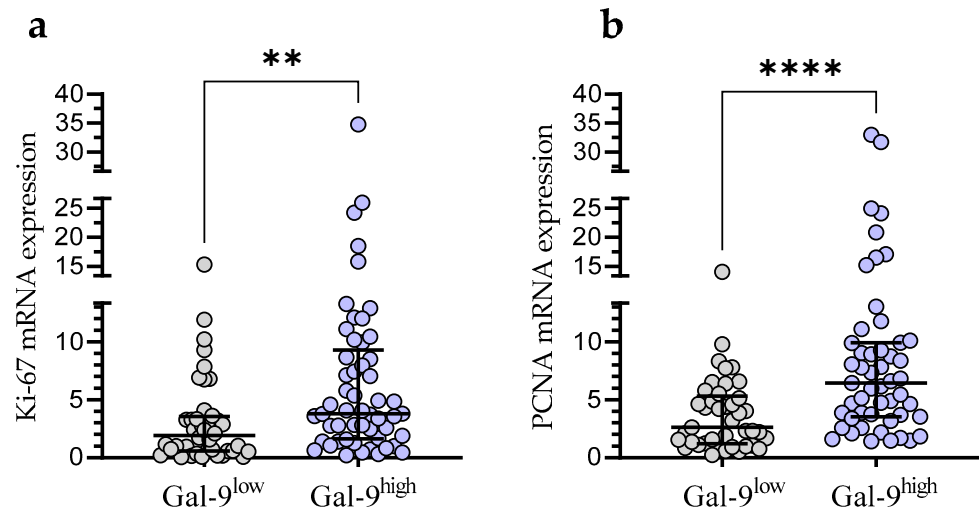 a
**
Ki-67 mRNA expression
40
35
30
25
20
15
10
5
0
Gal-9low
Gal-9high
b
****
PCNA mRNA expression
40
35
30
25
20
15
10
5
0
Gal-9low
Gal-9high